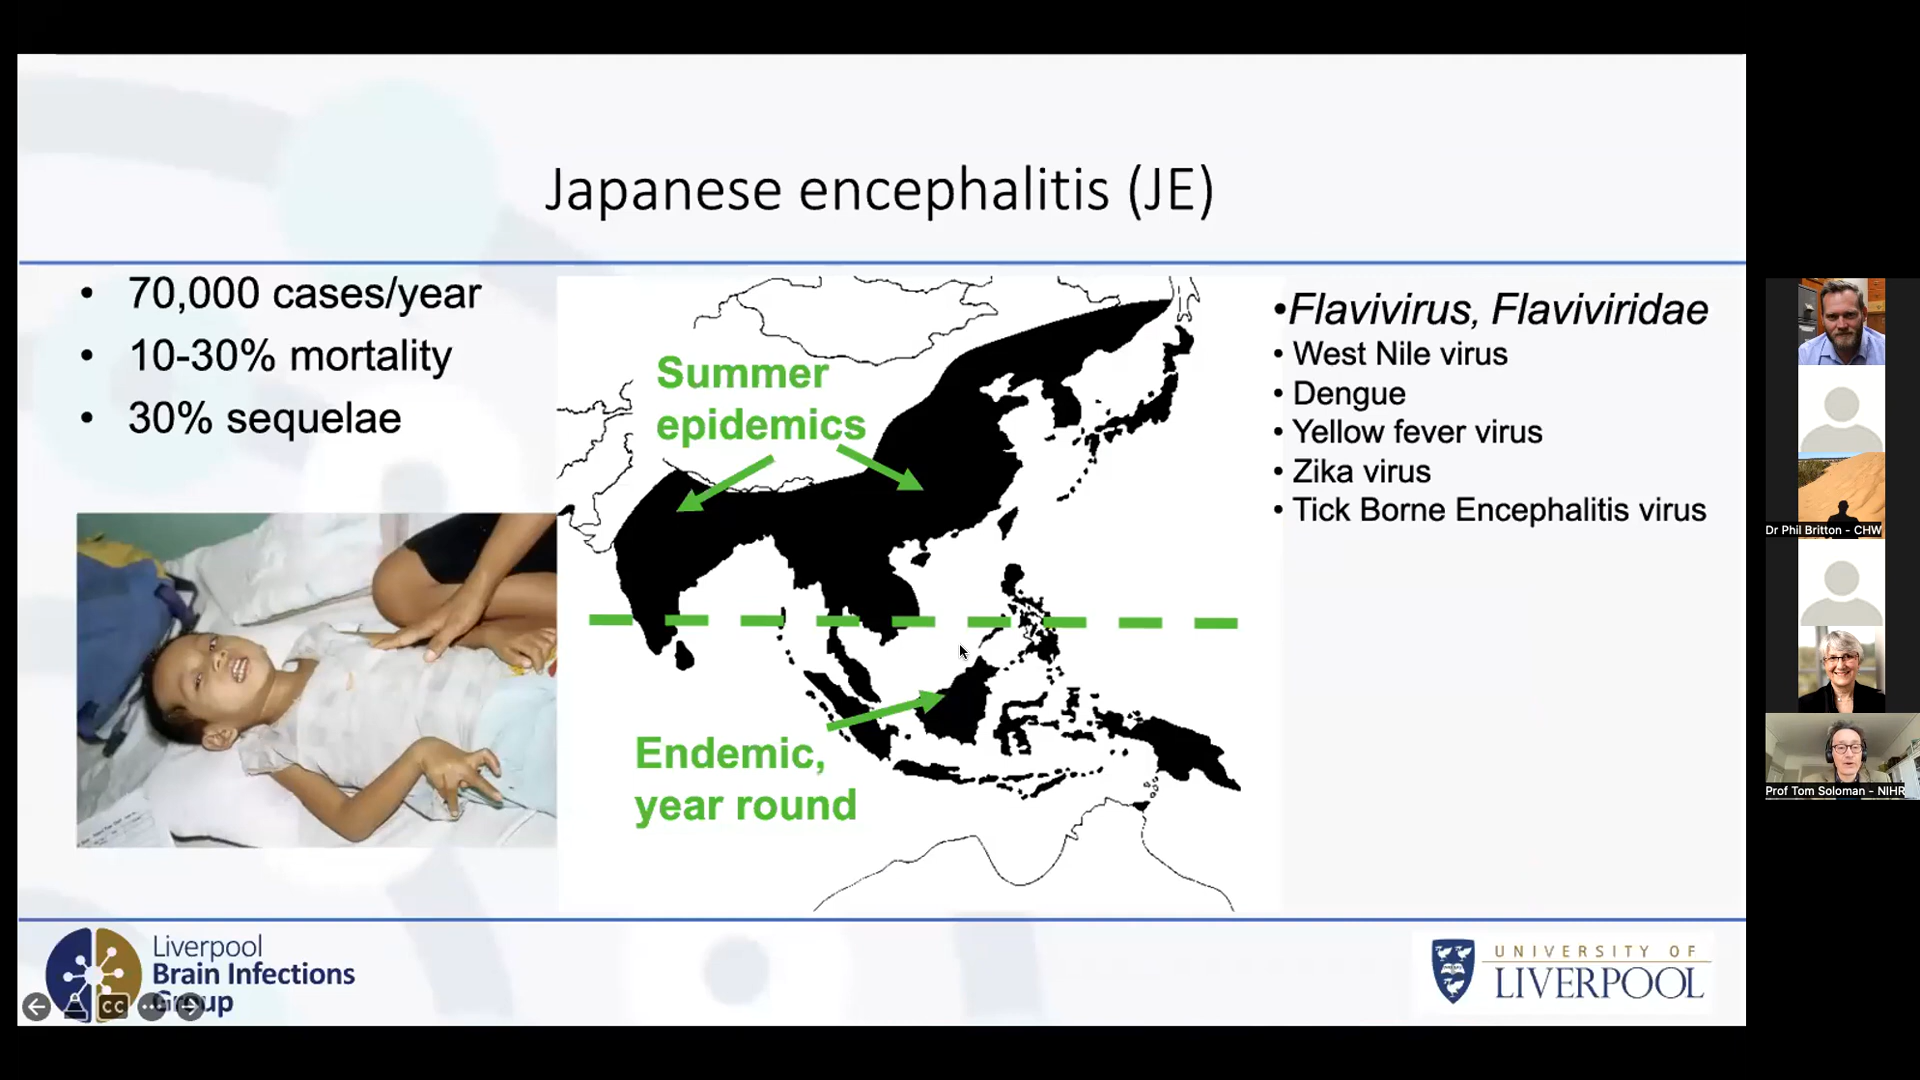 Japanese encephalitis (JE)
• 70,000 cases/year
• 10-30% mortality
• 30% sequelae
Summer
epidemics
Endemic,
year round
•Flavivirus, Flaviviridae
• West Nile virus
• Dengue
• Yellow fever virus
• Zika virus
• Tick Borne Encephalitis virus
Liverpool
Brain Infections
Group
CC
UNIVERSITY OF
LIVERPOOL
Dr Phil Britton - CHW
Prof Tom Soloman - NIHR